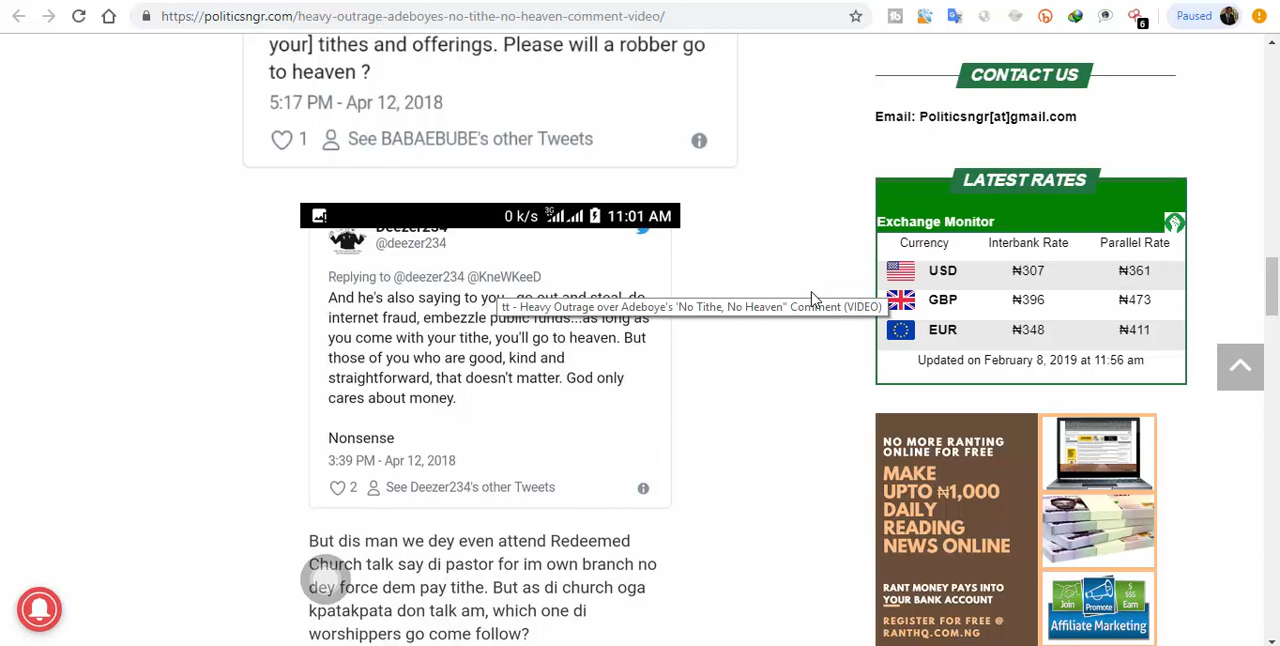 https://politicsngr.com/heavy-outrage-adeboyes-no-tithe-no-heaven-comment-video/
Paused
6
your] tithes and offerings. Please will a robber go
to heaven ?
5:17 PM - Apr 12, 2018
1 See BABAEBUBE's other Tweets
0 k/s 3G 11:01 AM
Deezer234
@deezer234
Replying to @deezer234 @KneWKeeD
And he's also saying to you...go out and steal, do
tt - Heavy Outrage over Adeboye's 'No Tithe, No Heaven" Comment (VIDEO)
internet fraud, embezzle public funds...as long as
you come with your tithe, you'll go to heaven. But
those of you who are good, kind and
straightforward, that doesn't matter. God only
cares about money.
Nonsense
3:39 PM - Apr 12, 2018
2 See Deezer234's other Tweets
But dis man we dey even attend Redeemed
Church talk say di pastor for im own branch no
dey force dem pay tithe. But as di church oga
kpatakpata don talk am, which one di
worshippers go come follow?
CONTACT US
Email: Politicsngr[at]gmail.com
LATEST RATES
Exchange Monitor
Currency Interbank Rate Parallel Rate
USD ₦307 ₦361
GBP ₦396 ₦473
EUR ₦348 ₦411
Updated on February 8, 2019 at 11:56 am
NO MORE RANTING
ONLINE FOR FREE
MAKE
UPTO ₦1,000
DAILY
READING
NEWS ONLINE
RANT MONEY PAYS INTO
YOUR BANK ACCOUNT
REGISTER FOR FREE @
RANTHQ.COM.NG
Join Promote Earn
Affiliate Marketing